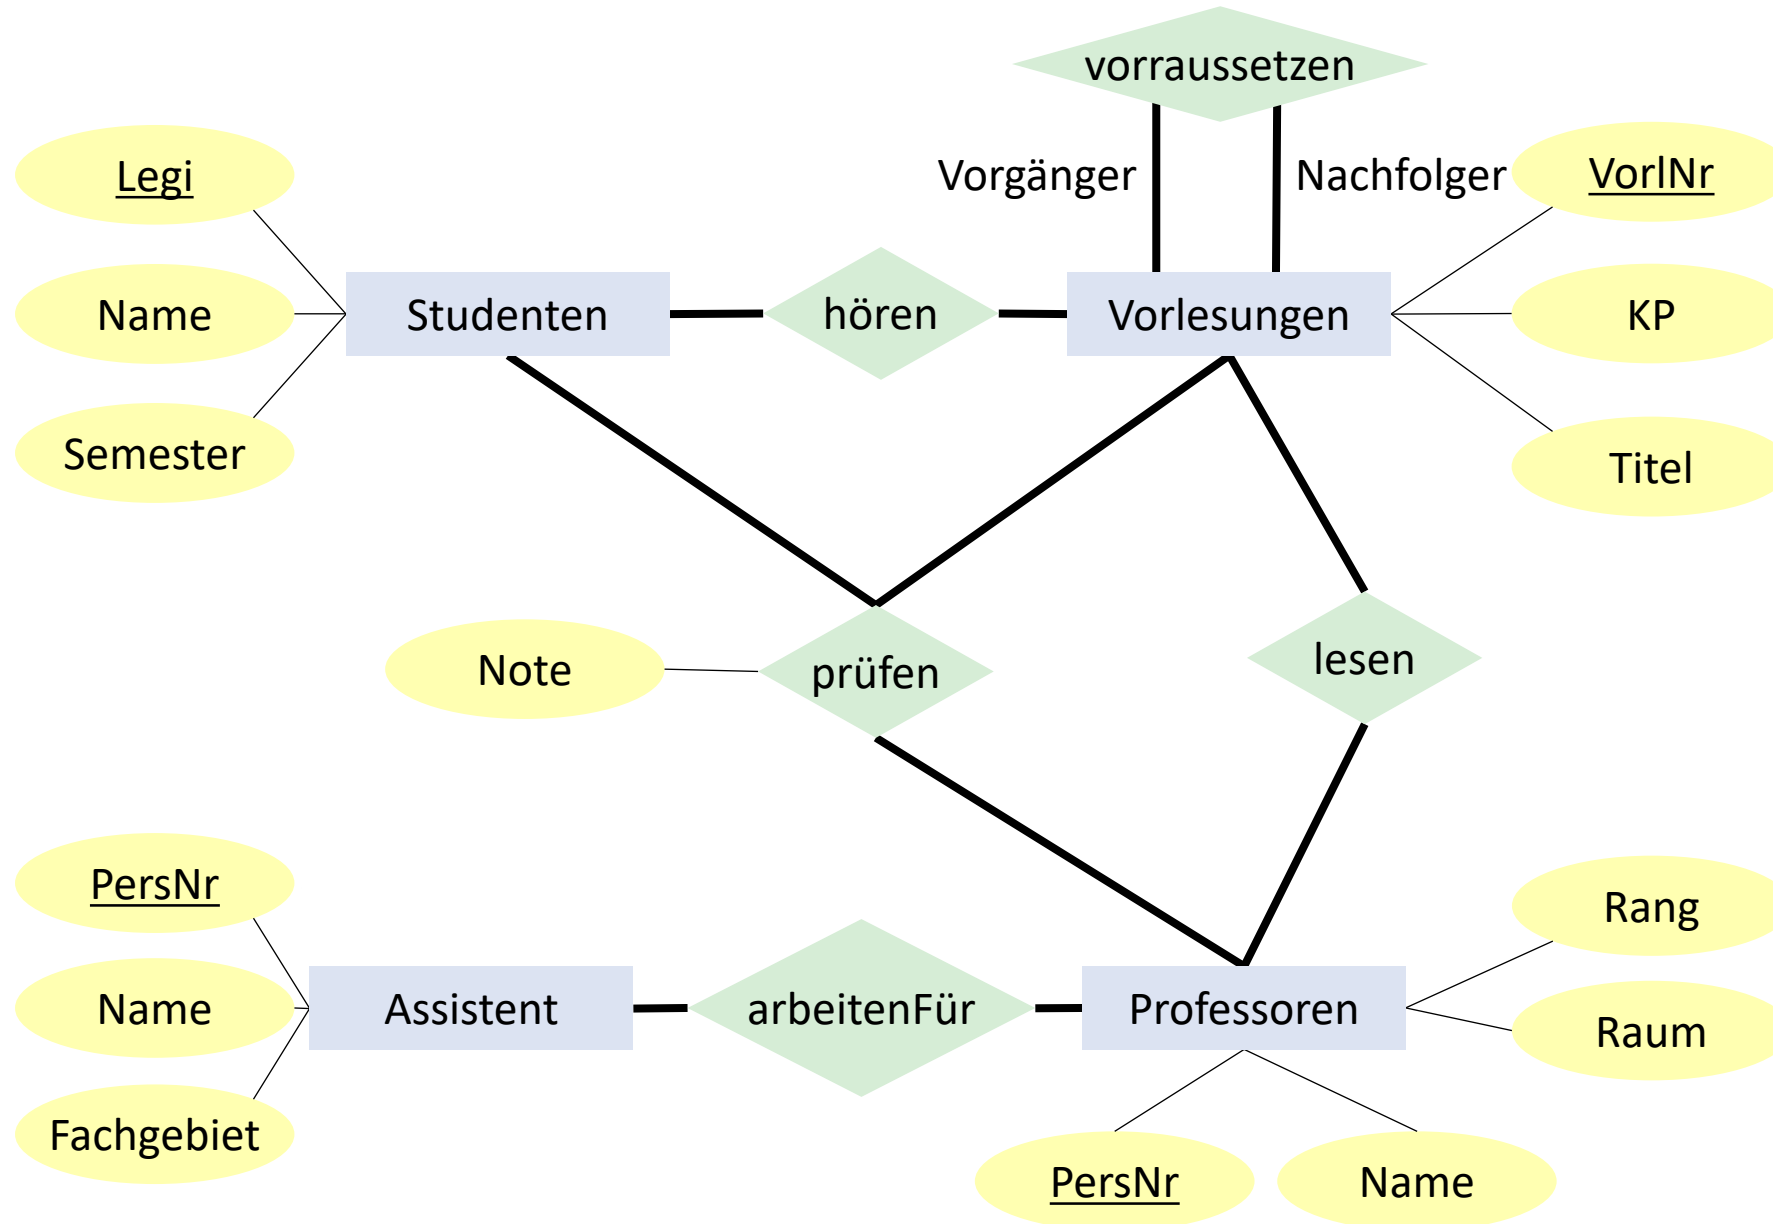 vorraussetzen
Legi
Vorgänger
Nachfolger
VorlNr
Name
Studenten
hören
Vorlesungen
KP
Semester
Titel
Note
prüfen
lesen
PersNr
Rang
Name
Assistent
arbeitenFür
Professoren
Raum
Fachgebiet
PersNr
Name